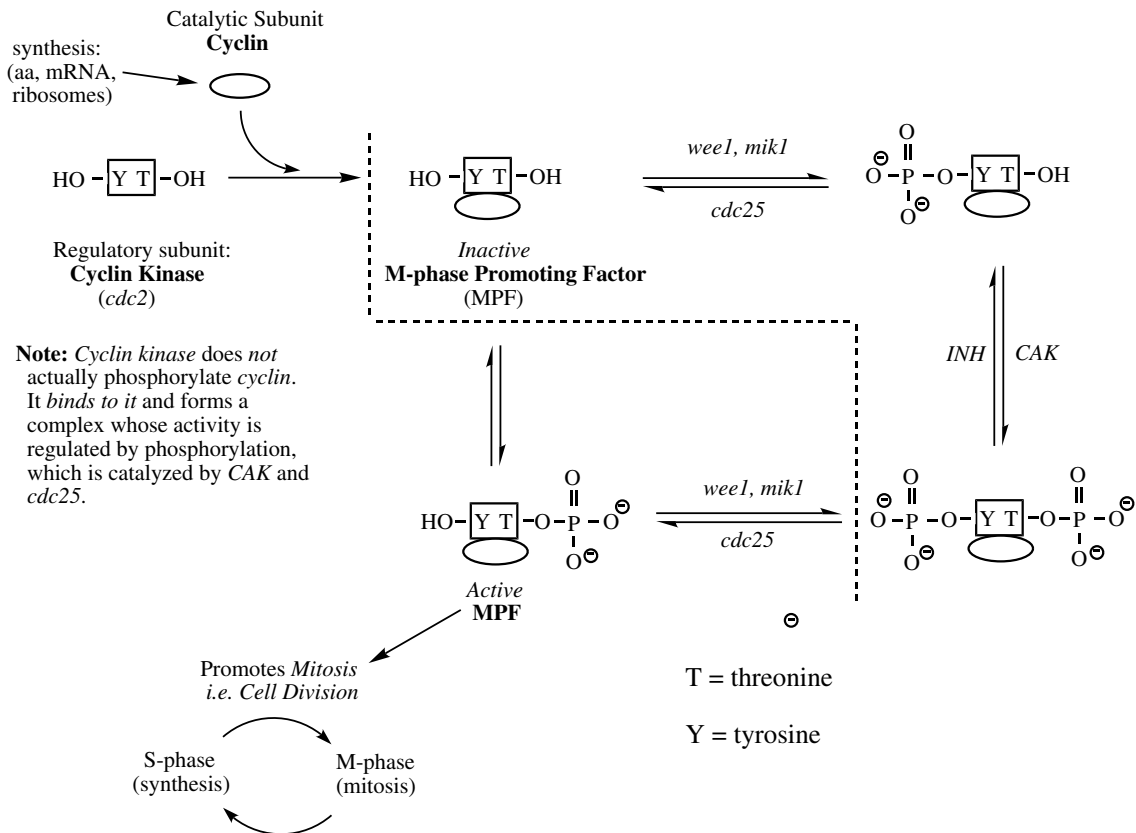 Catalytic Subunit
Cyclin
synthesis:
(aa, mRNA,
ribosomes)
HO
Y T
OH
Regulatory subunit:
Cyclin Kinase
(cdc2)
HO
Y T
OH
Inactive
M-phase Promoting Factor
(MPF)
wee1, mik1
cdc25
O
⊖
O P O
Y T
OH
O ⊖
INH
CAK
Note: Cyclin kinase does not
actually phosphorylate cyclin.
It binds to it and forms a
complex whose activity is
regulated by phosphorylation,
which is catalyzed by CAK and
cdc25.
O
⊖
HO
Y T
O P O
O ⊖
Active
MPF
wee1, mik1
cdc25
O O
⊖ ⊖
O P O
Y T
O P O
O ⊖ O ⊖
⊖
Promotes Mitosis
i.e. Cell Division
S-phase
(synthesis)
M-phase
(mitosis)
T = threonine
Y = tyrosine